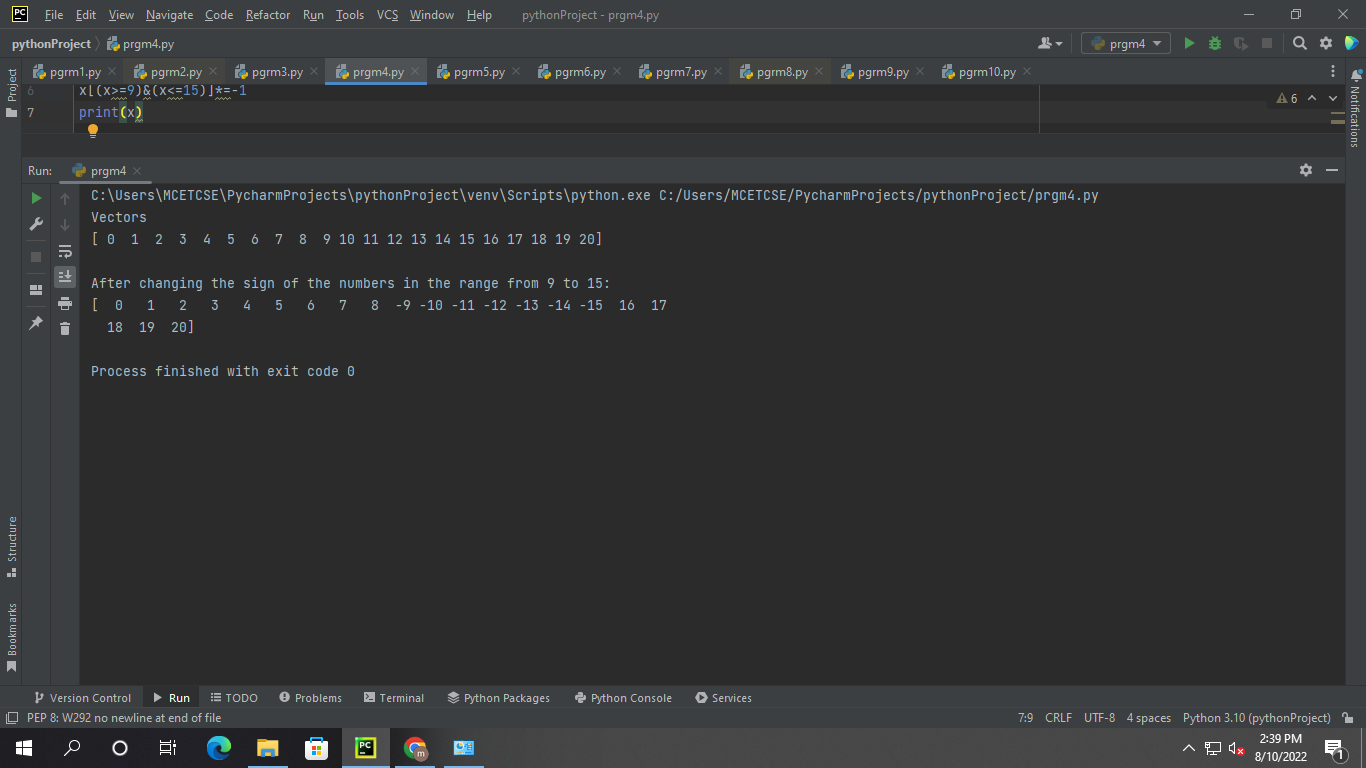 PC File Edit View Navigate Code Refactor Run Tools VCS Window Help pythonProject - prgm4.py
pythonProject prgm4.py prgm4
pgrm1.py pgrm2.py pgrm3.py prgm4.py pgrm5.py pgrm6.py pgrm7.py pgrm8.py pgrm9.py pgrm10.py
Project
Notifications
6 x[(x>=9)&(x<=15)]*=-1
6
7 print(x)
Run: prgm4
C:\Users\MCETCSE\PycharmProjects\pythonProject\venv\Scripts\python.exe C:/Users/MCETCSE/PycharmProjects/pythonProject/prgm4.py
Vectors
[ 0  1  2  3  4  5  6  7  8  9 10 11 12 13 14 15 16 17 18 19 20]
After changing the sign of the numbers in the range from 9 to 15:
[  0   1   2   3   4   5   6   7   8  -9 -10 -11 -12 -13 -14 -15  16  17
  18  19  20]
Process finished with exit code 0
Structure
Bookmarks
Version Control Run TODO Problems Terminal Python Packages Python Console Services
PEP 8: W292 no newline at end of file 7:9 CRLF UTF-8 4 spaces Python 3.10 (pythonProject)
PC m 2:39 PM
8/10/2022 1